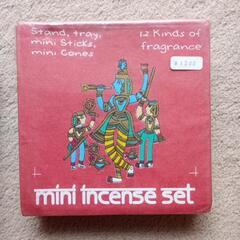 Stand, tray,
mini Sticks,
mini Cones
12 Kinds of
fragrance
mini incense set